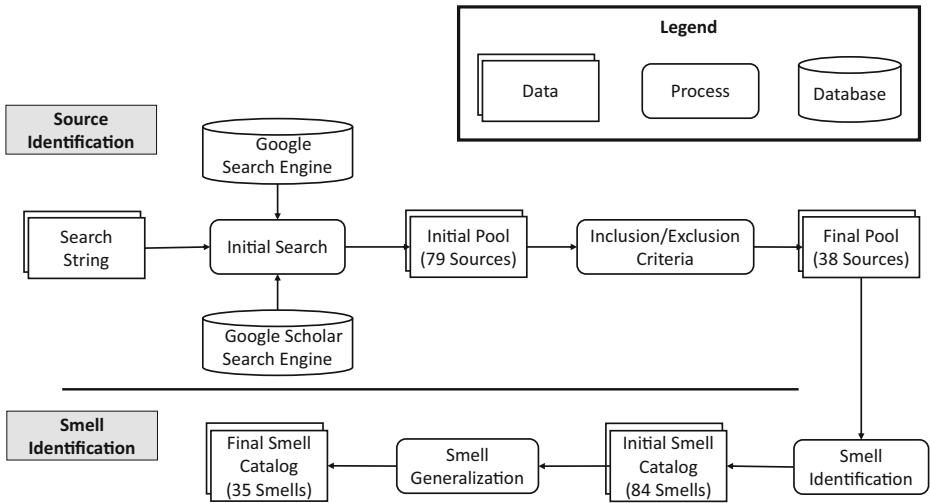 Legend
Data
Process
Database
Source
Identification
Google
Search Engine
Search
String
Initial Search
Initial Pool
(79 Sources)
Inclusion/Exclusion
Criteria
Final Pool
(38 Sources)
Google Scholar
Search Engine
Smell
Identification
Final Smell
Catalog
(35 Smells)
Smell
Generalization
Initial Smell
Catalog
(84 Smells)
Smell
Identification